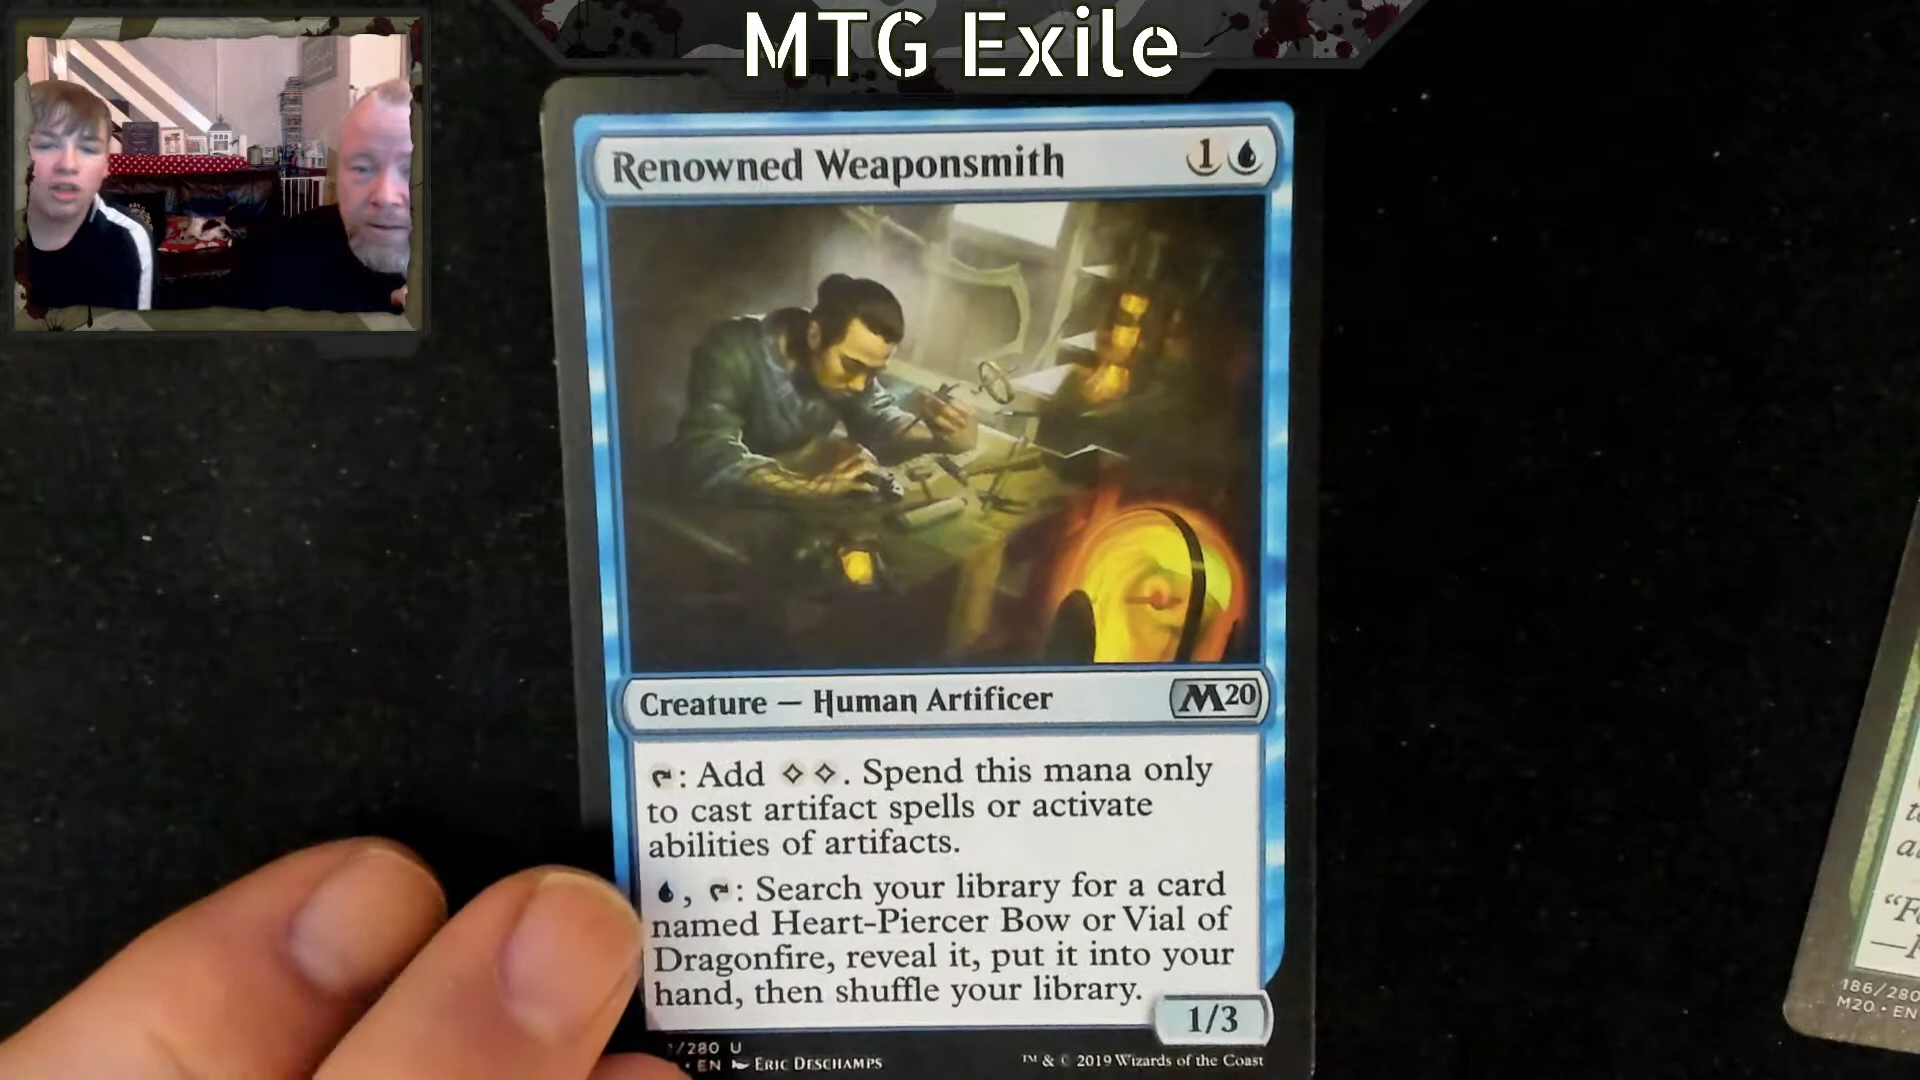 MTG Exile
Renowned Weaponsmith 1
Creature — Human Artificer M20
: Add . Spend this mana only
to cast artifact spells or activate
abilities of artifacts.
, : Search your library for a card
named Heart-Piercer Bow or Vial of
Dragonfire, reveal it, put it into your
hand, then shuffle your library.
1/3
/280 U
• EN ERIC DESCHAMPS
™ & © 2019 Wizards of the Coast
186/280
M20 • EN